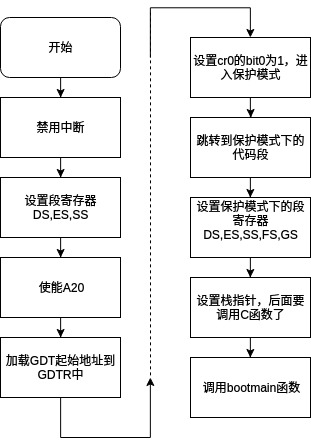 开始
禁用中断
设置段寄存器
DS,ES,SS
使能A20
加载GDT起始地址到
GDTR中
设置cr0的bit0为1，进
入保护模式
跳转到保护模式下的
代码段
设置保护模式下的段
寄存器
DS,ES,SS,FS,GS
设置栈指针，后面要
调用C函数了
调用bootmain函数